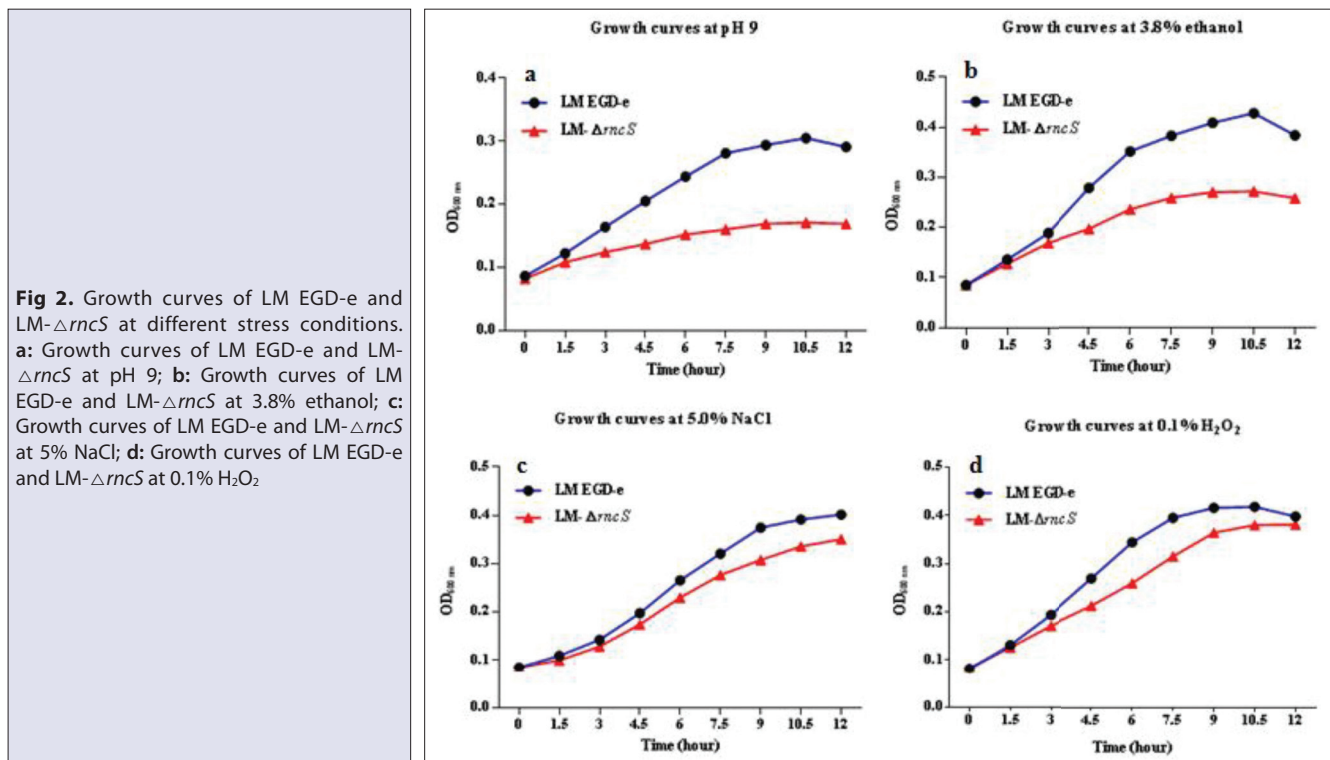 Fig 2. Growth curves of LM EGD-e and
LM-△rncS at different stress conditions.
a: Growth curves of LM EGD-e and LM-
△rncS at pH 9; b: Growth curves of LM
EGD-e and LM-△rncS at 3.8% ethanol; c:
Growth curves of LM EGD-e and LM-△rncS
at 5% NaCl; d: Growth curves of LM EGD-e
and LM-△rncS at 0.1% H₂O₂
Growth curves at pH 9
a
LM EGD-e
LM- ΔrncS
OD600 nm
0.4
0.3
0.2
0.1
0.0
0 1.5 3 4.5 6 7.5 9 10.5 12
Time (hour)
Growth curves at 3.8% ethanol
b
LM EGD-e
LM- ΔrncS
OD600 nm
0.5
0.4
0.3
0.2
0.1
0.0
0 1.5 3 4.5 6 7.5 9 10.5 12
Time (hour)
Growth curves at 5.0% NaCl
c
LM EGD-e
LM- ΔrncS
OD600 nm
0.5
0.4
0.3
0.2
0.1
0.0
0 1.5 3 4.5 6 7.5 9 10.5 12
Time (hour)
Growth curves at 0.1% H₂O₂
d
LM EGD-e
LM- ΔrncS
OD600 nm
0.5
0.4
0.3
0.2
0.1
0.0
0 1.5 3 4.5 6 7.5 9 10.5 12
Time (hour)